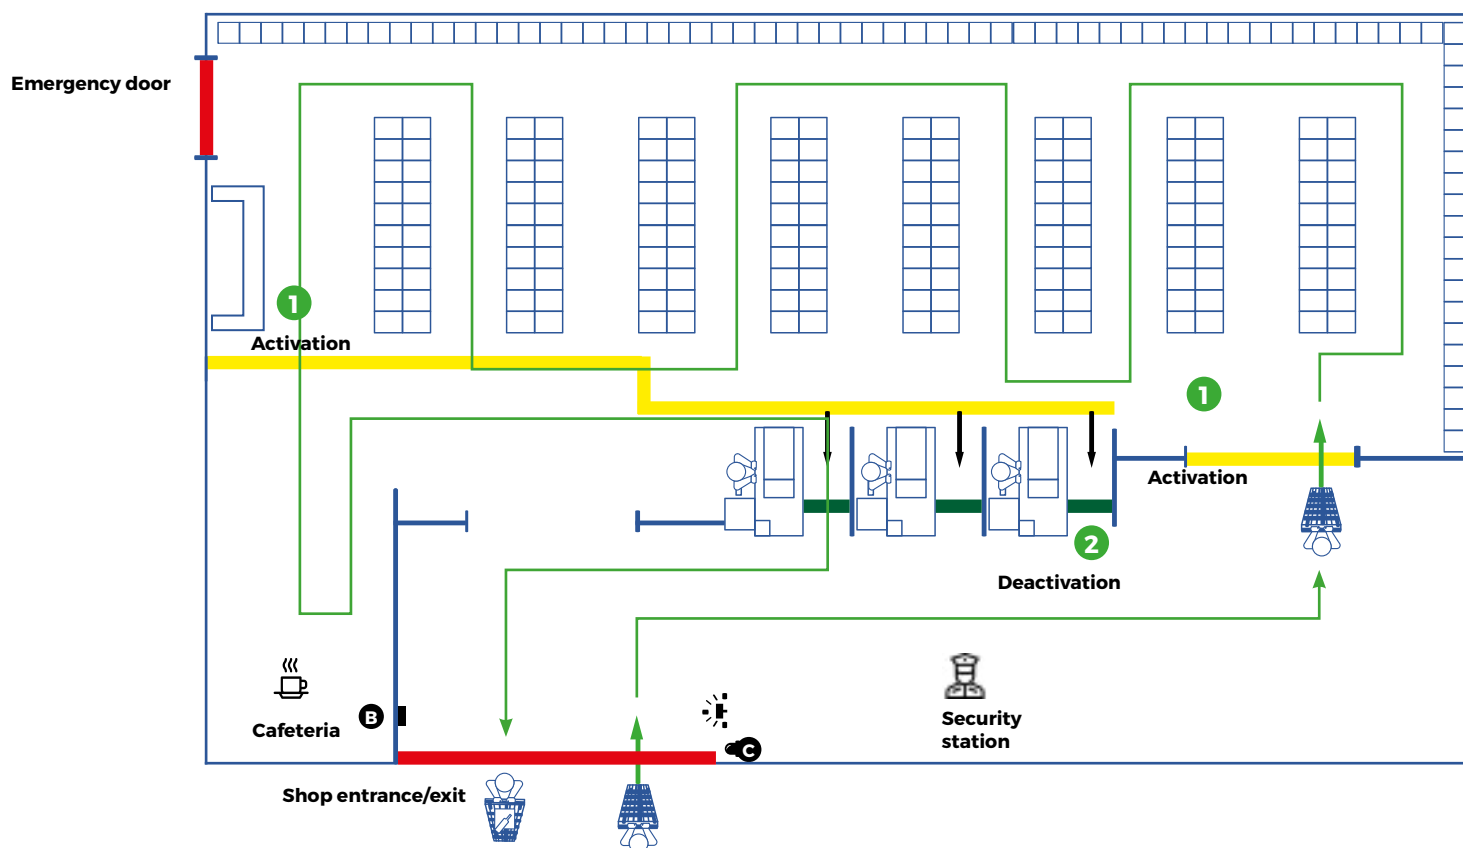 Emergency door
1
Activation
1
Activation
2
Deactivation
Cafeteria
B
Security
station
C
Shop entrance/exit